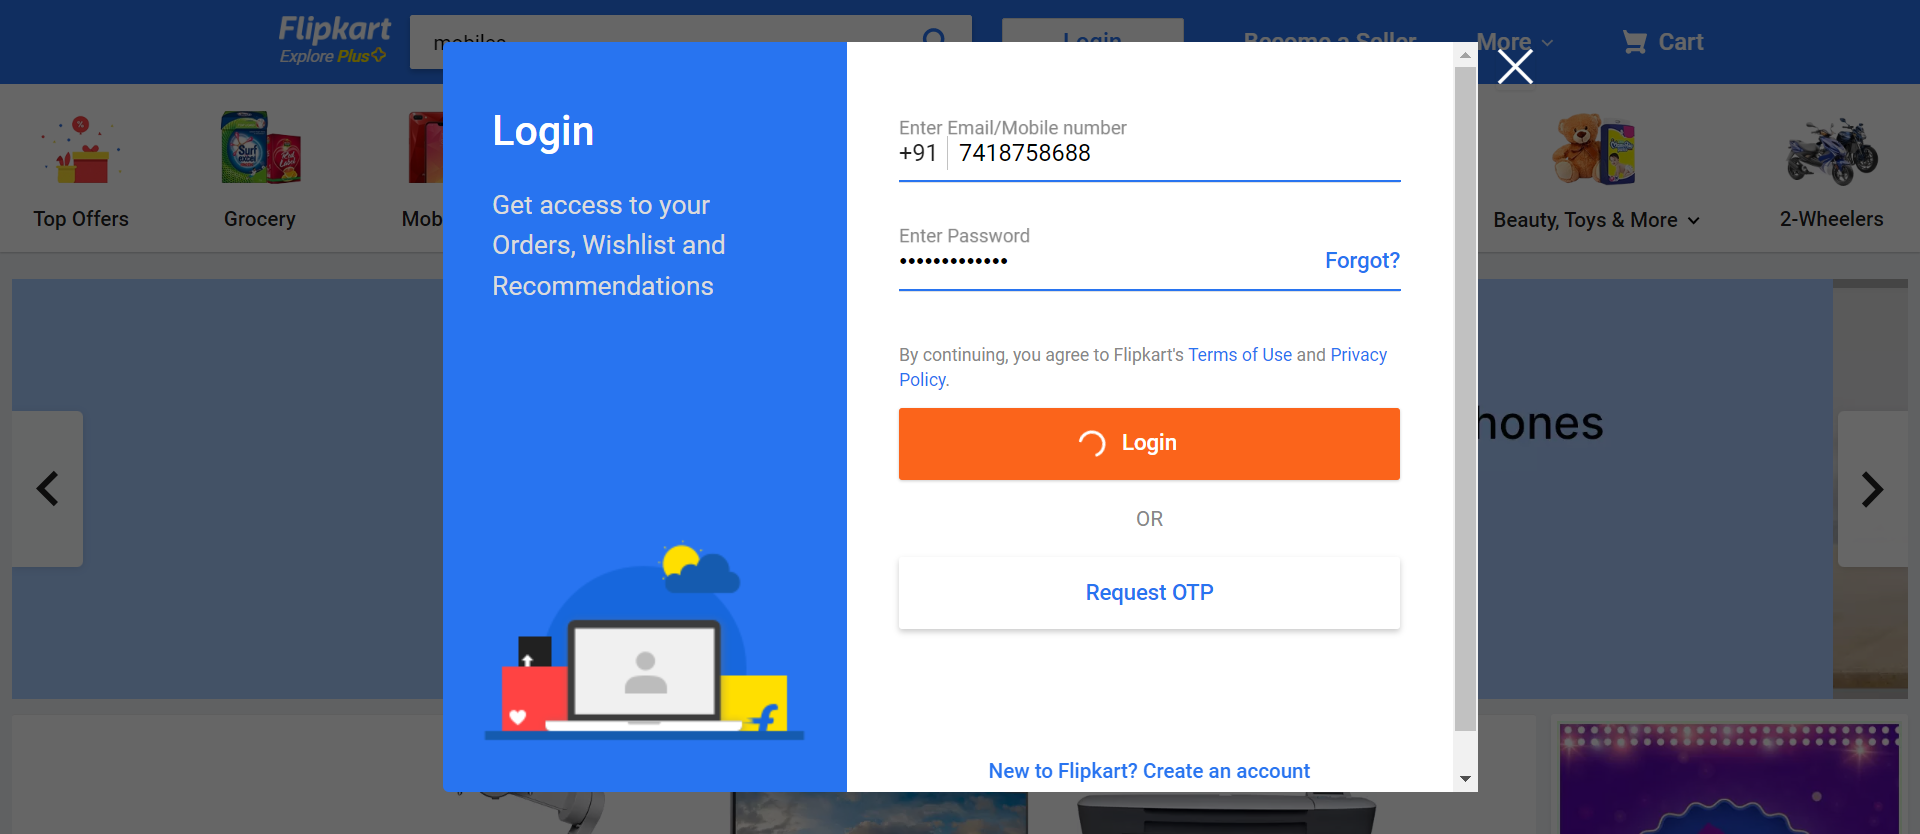 Flipkart
Explore Plus
mobiles
Login
Become a Seller
More
Cart
Top Offers
Grocery
Mob
Beauty, Toys & More
2-Wheelers
Login
Get access to your
Orders, Wishlist and
Recommendations
Enter Email/Mobile number
+91 7418758688
Enter Password
•••••••••••••
Forgot?
By continuing, you agree to Flipkart's Terms of Use and Privacy
Policy.
Login
OR
Request OTP
New to Flipkart? Create an account
hones
Surf
excel